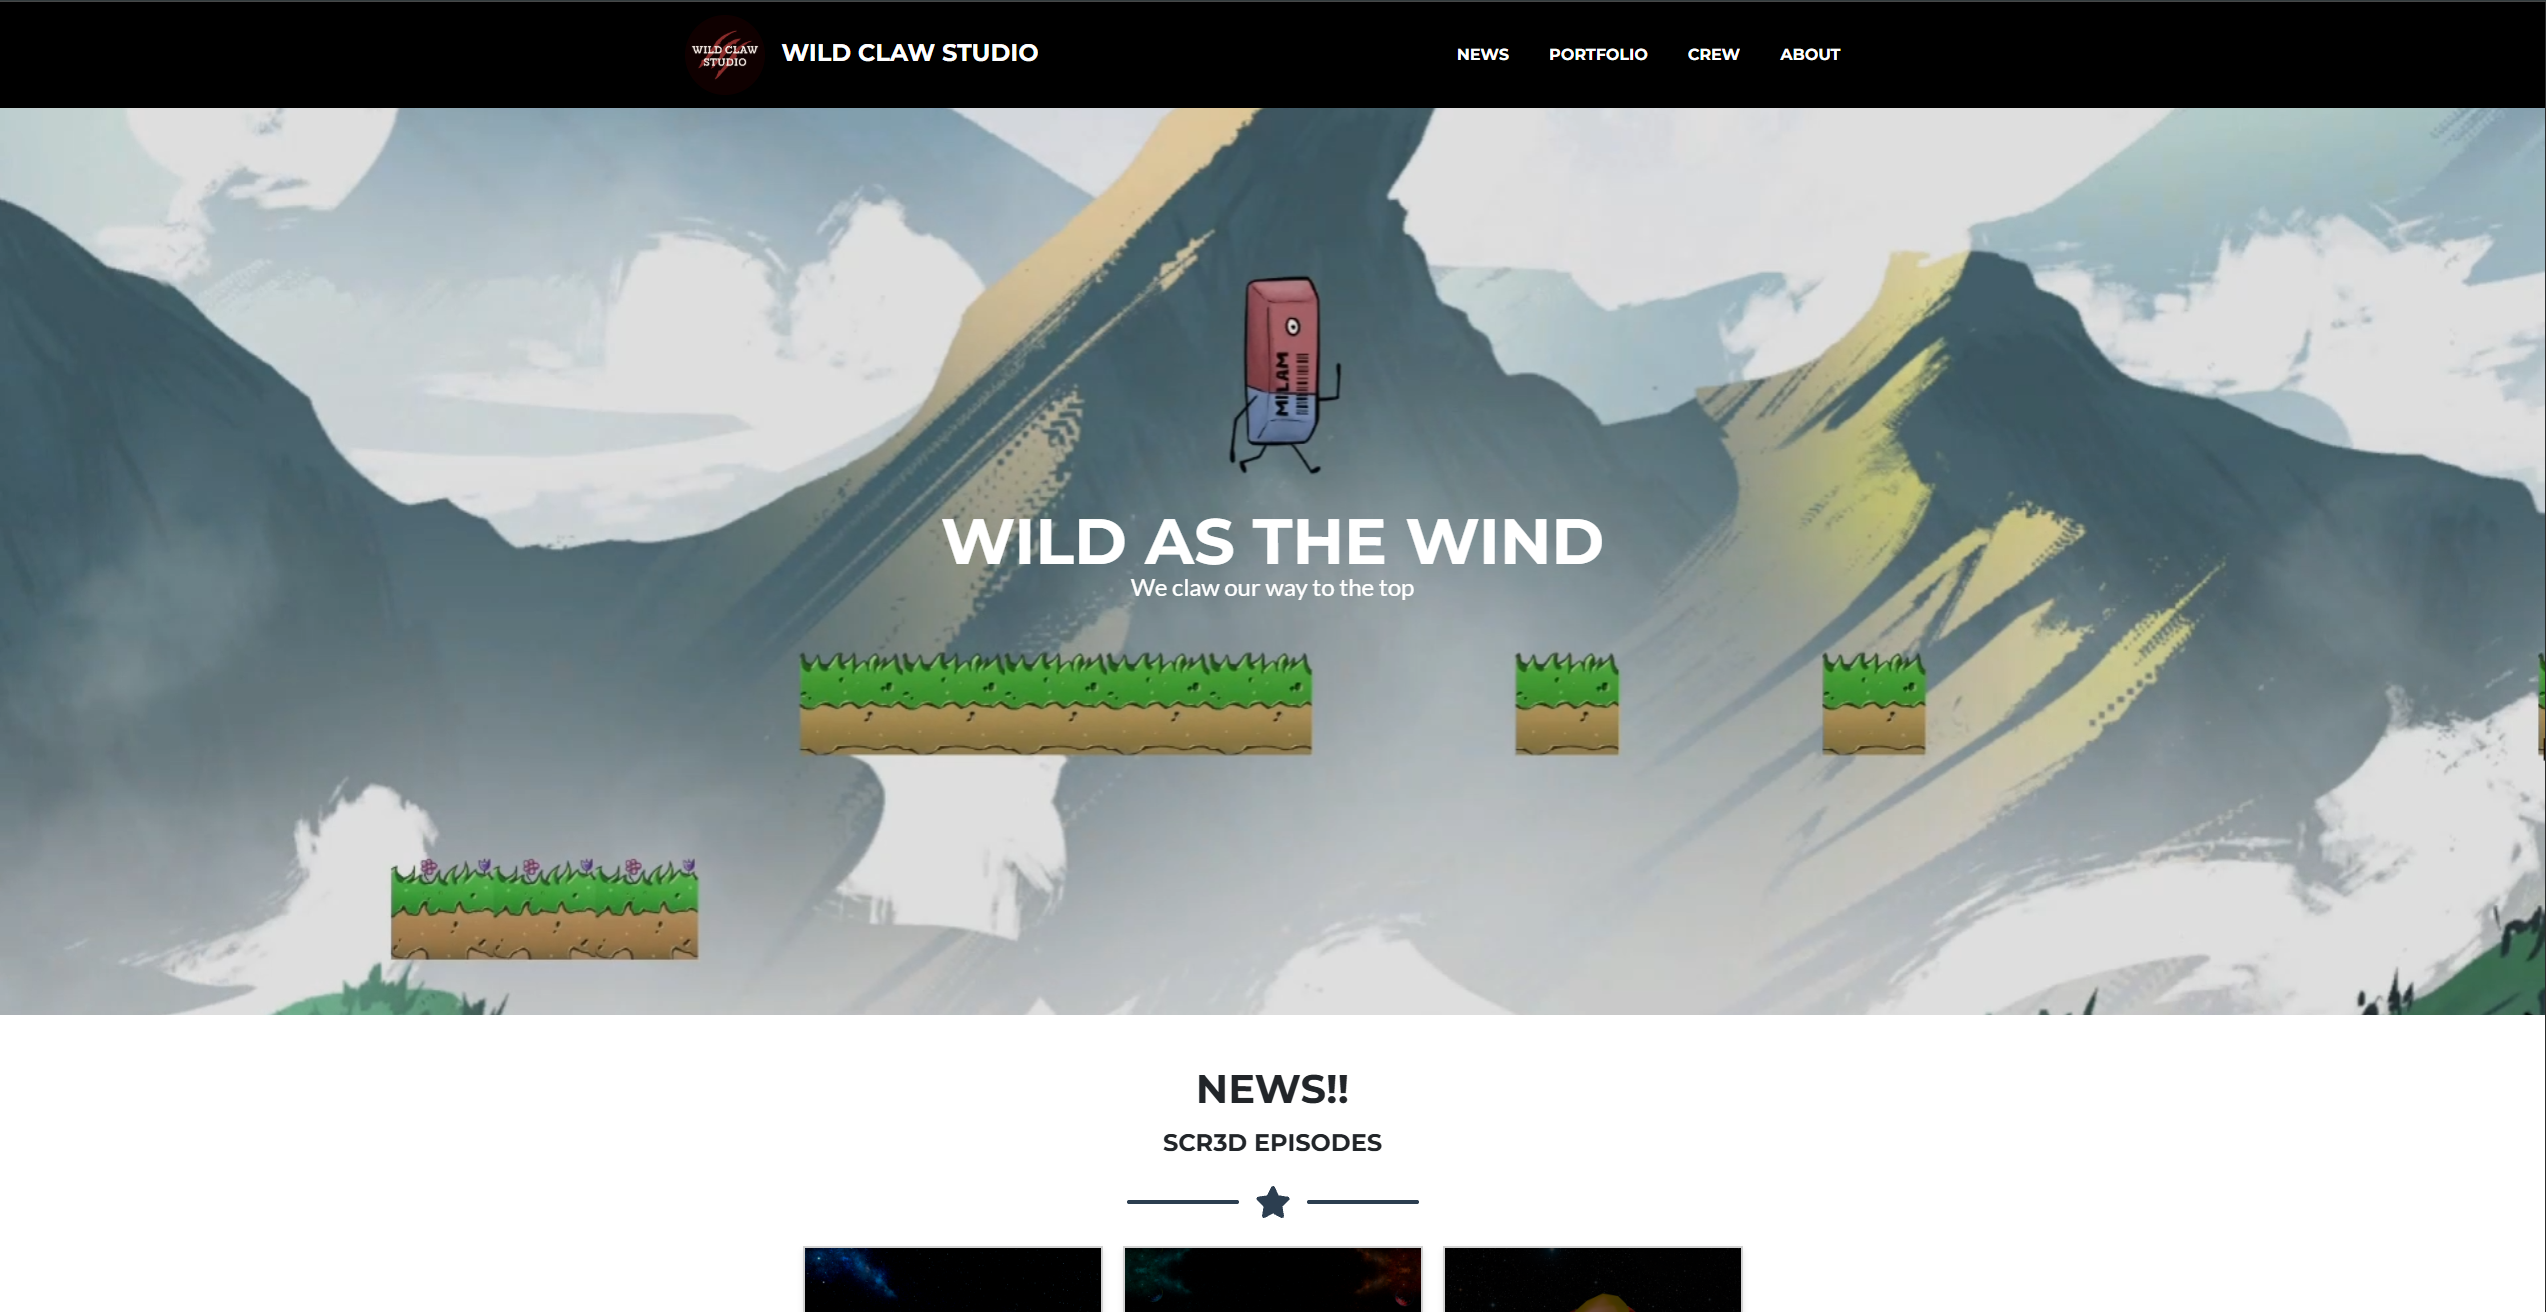 WILD CLAW
STUDIO
WILD CLAW STUDIO
NEWS
PORTFOLIO
CREW
ABOUT
MILAM
WILD AS THE WIND
We claw our way to the top
NEWS!!
SCR3D EPISODES